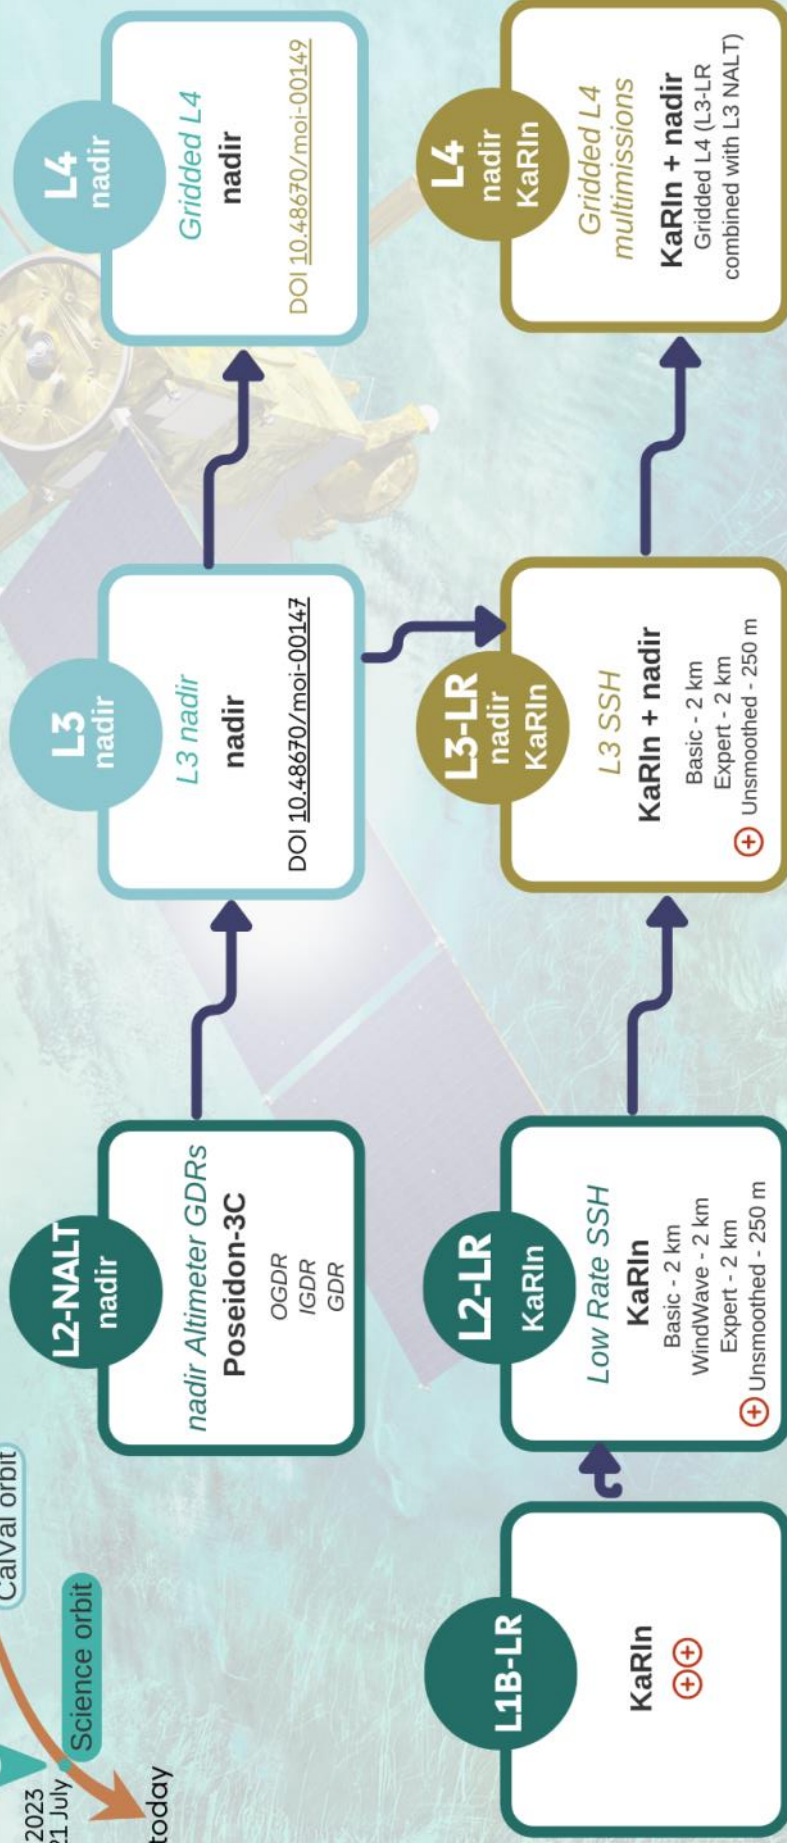 CalVal orbit
2023
21 July
Science orbit
today
L2-NALT
nadir
nadir Altimeter GDRs
Poseidon-3C
OGDR
IGDR
GDR
L3
nadir
L3 nadir
nadir
DOI 10.48670/moi-00147
L4
nadir
Gridded L4
nadir
DOI 10.48670/moi-00149
L1B-LR
KaRIn
L2-LR
KaRIn
Low Rate SSH
KaRIn
Basic - 2 km
WindWave - 2 km
Expert - 2 km
Unsmoothed - 250 m
L3-LR
nadir
KaRIn
L3 SSH
KaRIn + nadir
Basic - 2 km
Expert - 2 km
Unsmoothed - 250 m
L4
nadir
KaRIn
Gridded L4
multimissions
KaRIn + nadir
Gridded L4 (L3-LR
combined with L3 NALT)